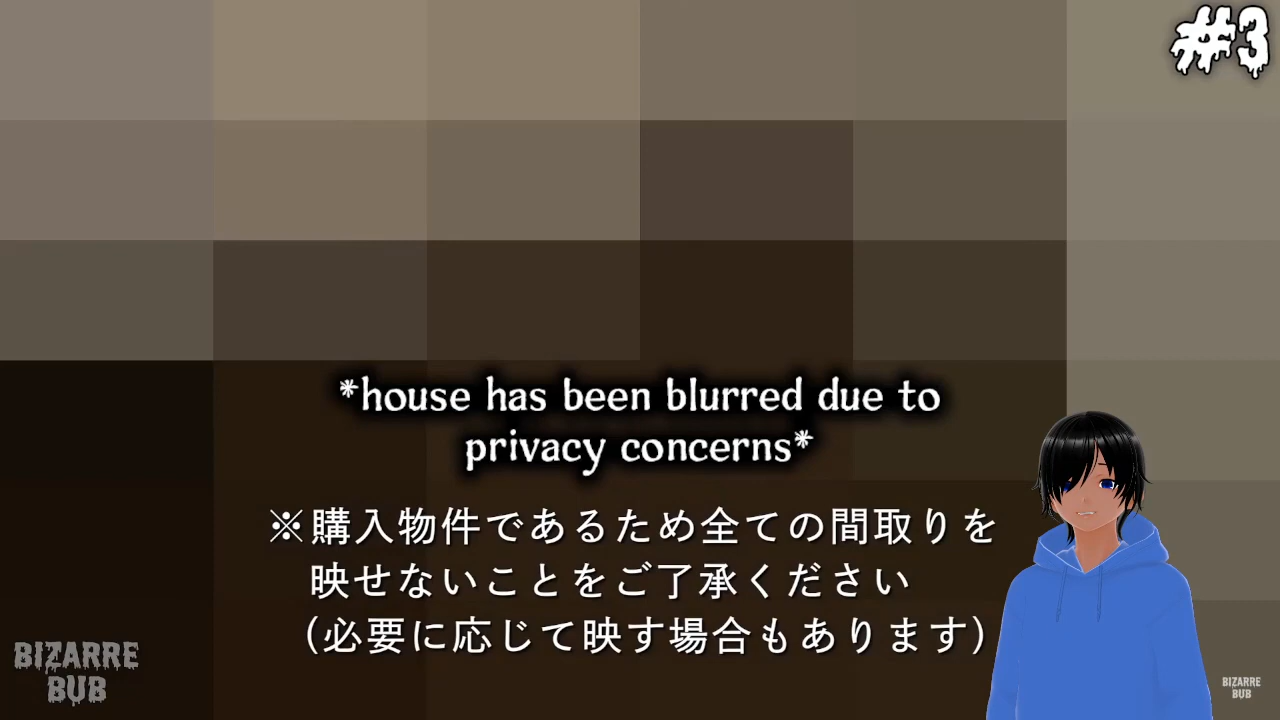 #3
*house has been blurred due to
privacy concerns*
※購入物件であるため全ての間取りを
映せないことをご了承ください
(必要に応じて映す場合もあります)
BIZARRE
BUB
BIZARRE
BUB